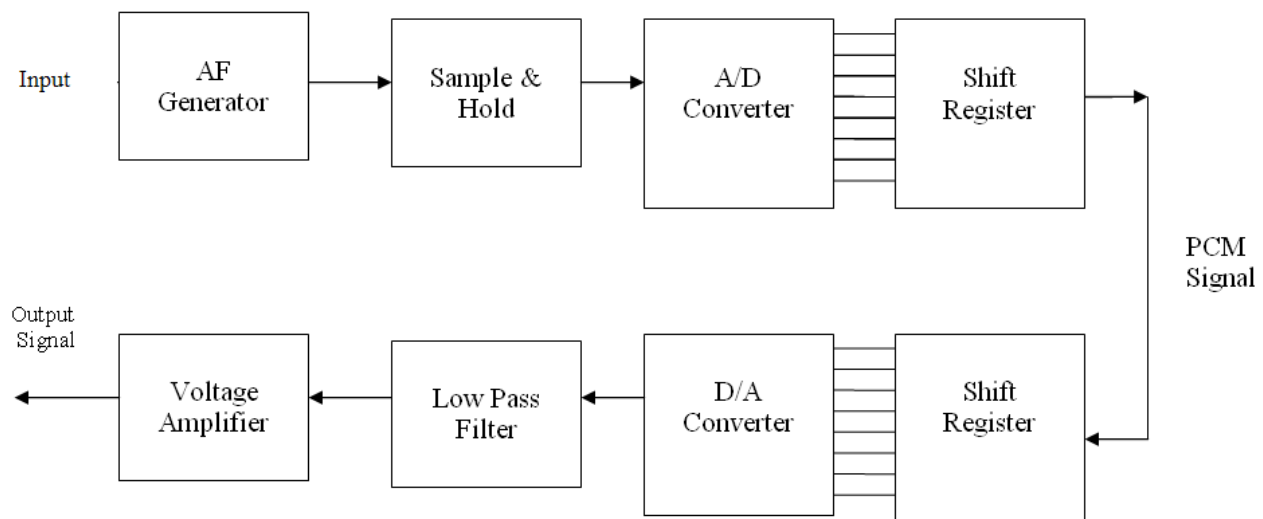 Input
AF
Generator
Sample &
Hold
A/D
Converter
Shift
Register
PCM
Signal
Output
Signal
Voltage
Amplifier
Low Pass
Filter
D/A
Converter
Shift
Register